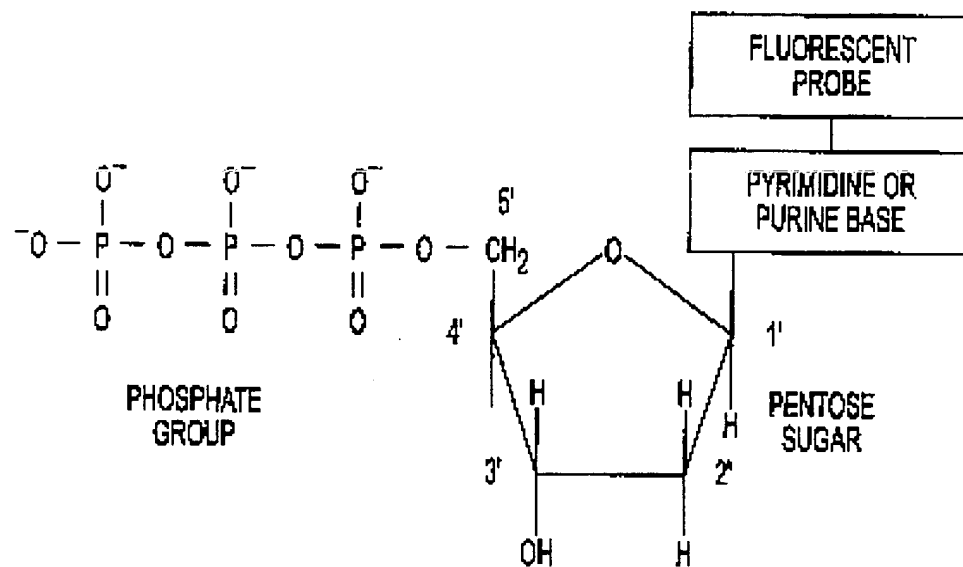 FLUORESCENT
PROBE
PYRIMIDINE OR
PURINE BASE
O⁻ O⁻ O⁻
5'
⁻O – P – O – P – O – P – O – CH₂ O
O O O
4' 1'
PHOSPHATE
GROUP
H H H
PENTOSE
SUGAR
3' 2'
OH H